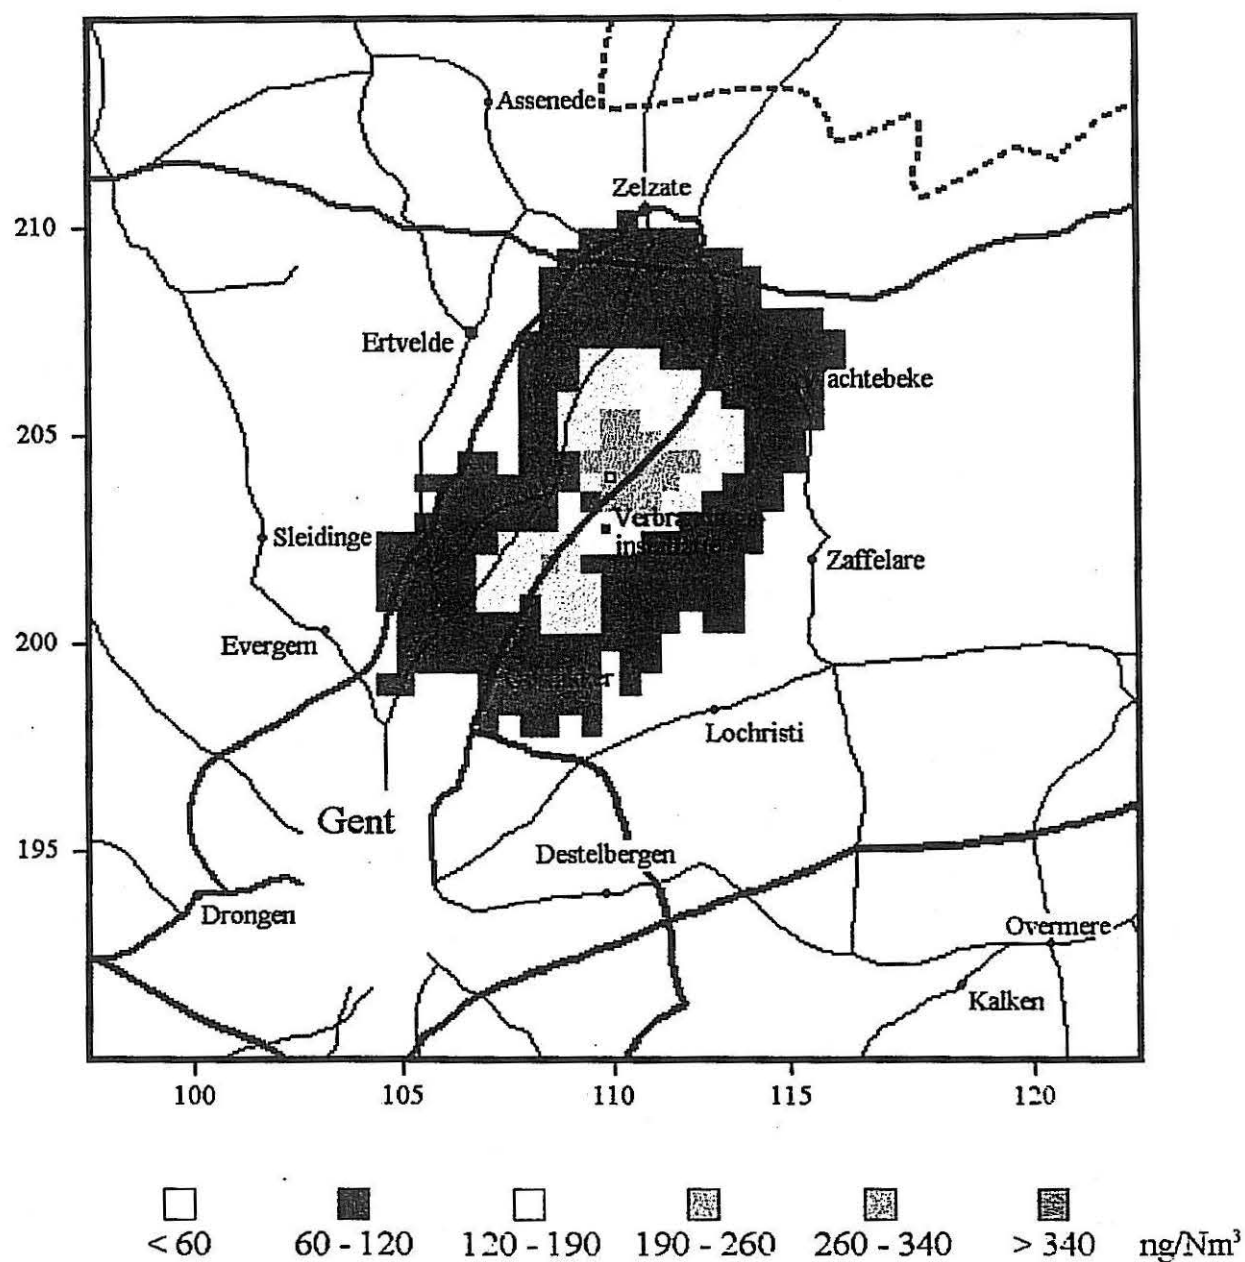 Assenede
Zelzate
210
Ertvelde
achtebeke
205
Sleidinge
Zaffelare
Evergem
200
Lochristi
Gent
195
Destelbergen
Drongen
Overmere
Kalken
100 105 110 115 120
< 60 60 - 120 120 - 190 190 - 260 260 - 340 > 340 ng/Nm³